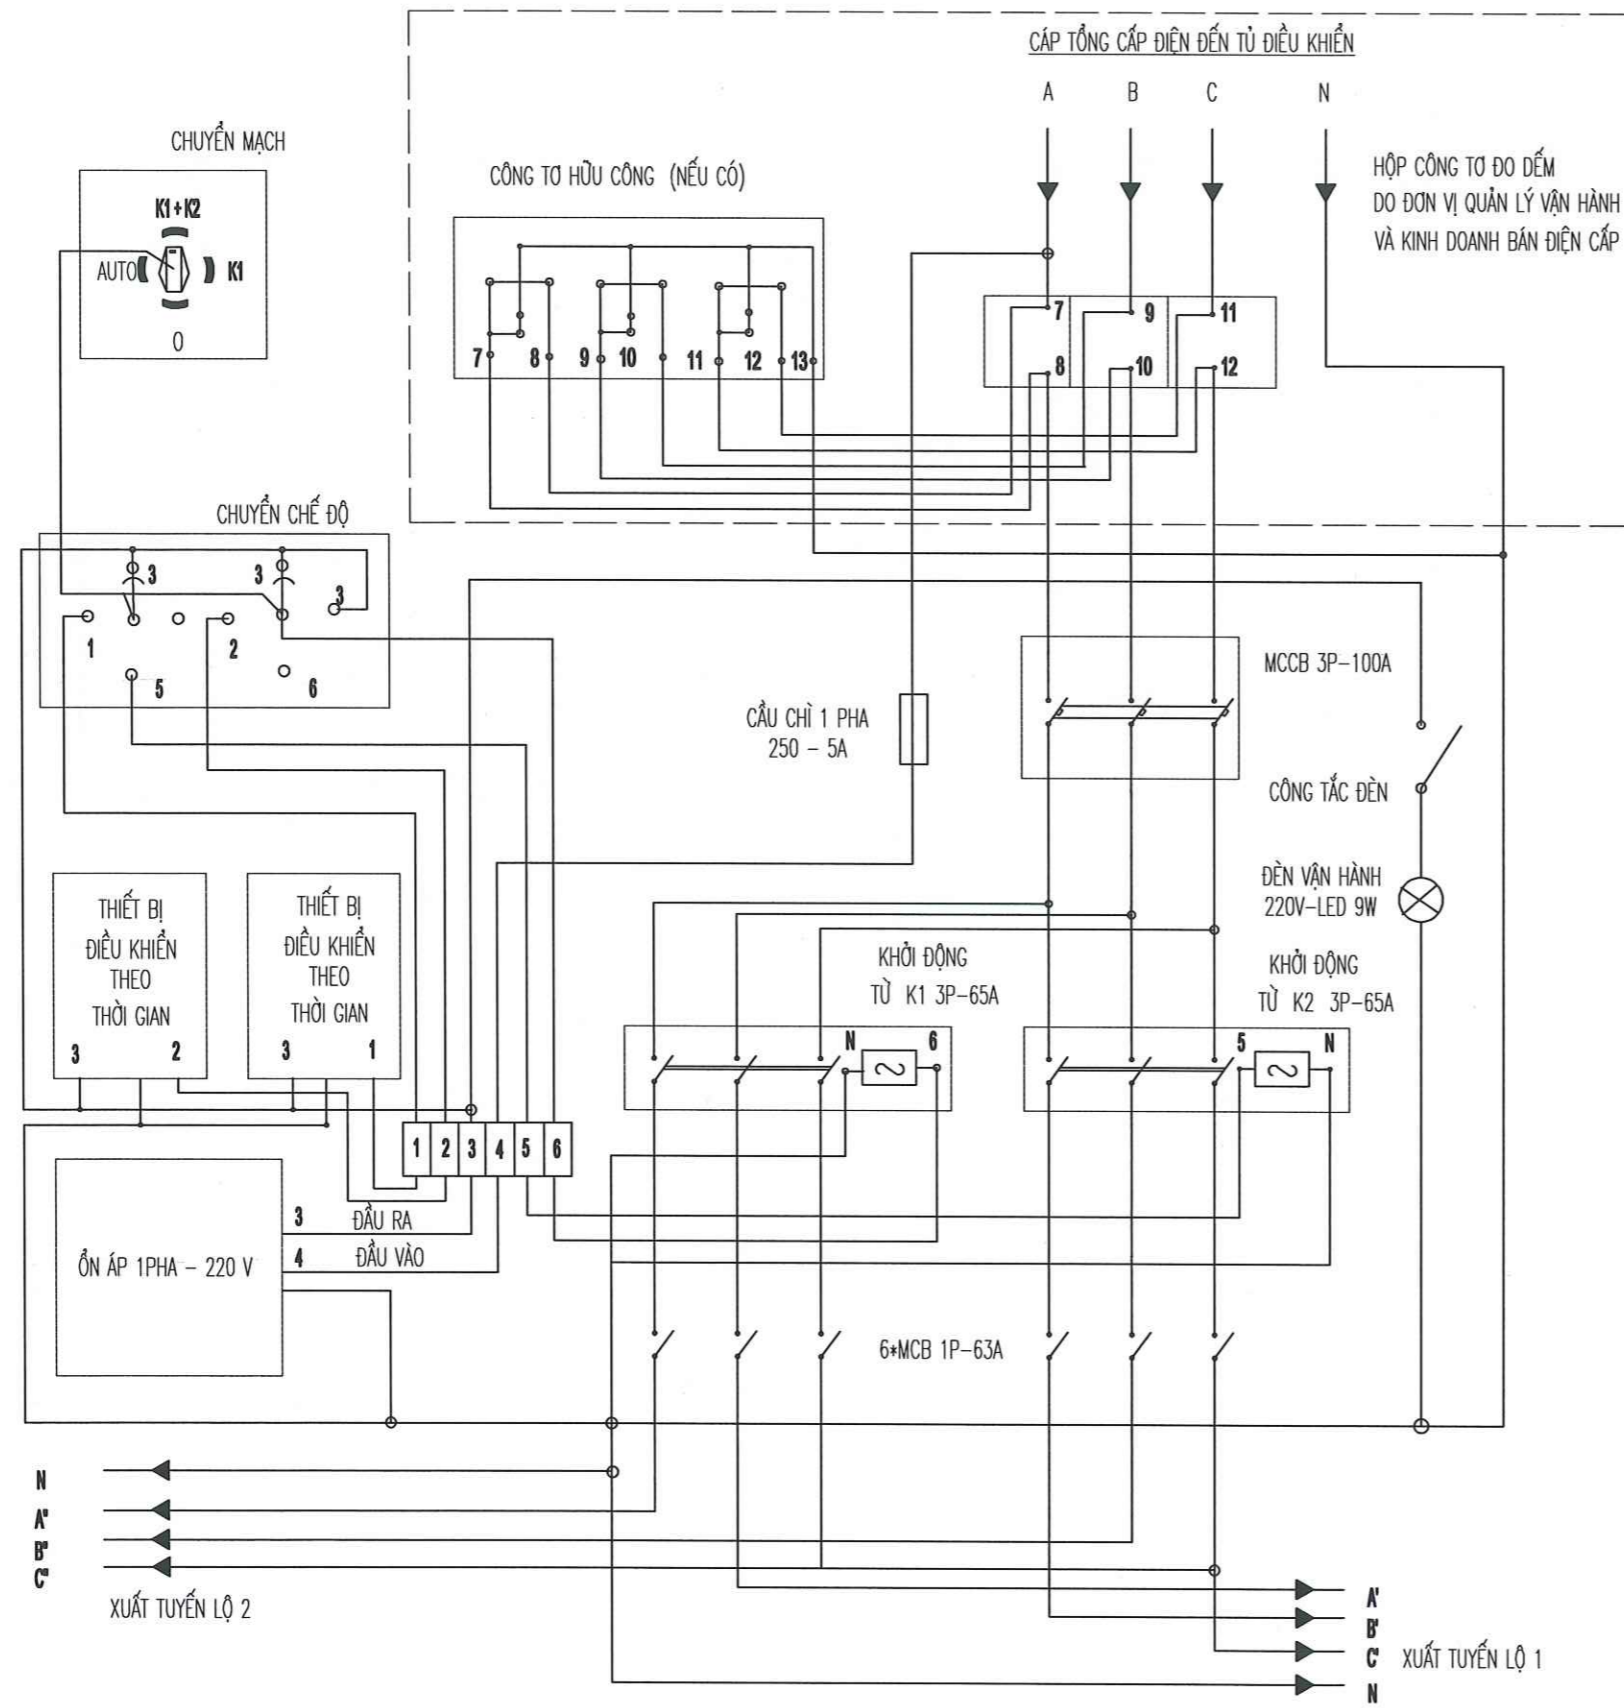 CÁP TỔNG CẤP ĐIỆN ĐẾN TỦ ĐIỀU KHIỂN
A B C N
CHUYỂN MẠCH
K1+K2
AUTO K1
0
CÔNG TƠ HỮU CÔNG (NẾU CÓ)
7 8 9 10 11 12 13
HỘP CÔNG TƠ ĐO DẾM
DO ĐƠN VỊ QUẢN LÝ VẬN HÀNH
VÀ KINH DOANH BÁN ĐIỆN CẤP
7 9 11
8 10 12
CHUYỂN CHẾ ĐỘ
3 3 3
1 2
5 6
MCCB 3P-100A
CẦU CHÌ 1 PHA
250 - 5A
CÔNG TẮC ĐÈN
ĐÈN VẬN HÀNH
220V-LED 9W
THIẾT BỊ
ĐIỀU KHIỂN
THEO
THỜI GIAN
3 2
THIẾT BỊ
ĐIỀU KHIỂN
THEO
THỜI GIAN
3 1
KHỞI ĐỘNG
TỪ K1 3P-65A
N 6
KHỞI ĐỘNG
TỪ K2 3P-65A
5 N
1 2 3 4 5 6
ỔN ÁP 1PHA - 220 V
3 ĐẦU RA
4 ĐẦU VÀO
6*MCB 1P-63A
N
A"
B"
C"
XUẤT TUYẾN LỘ 2
A'
B'
C' XUẤT TUYẾN LỘ 1
N